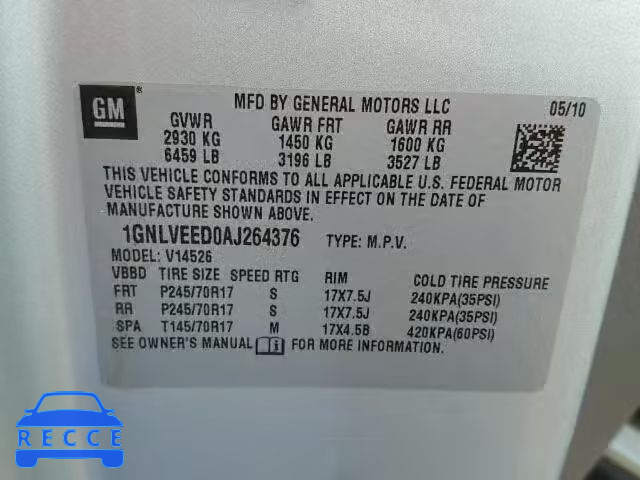 GM ® MFD BY GENERAL MOTORS LLC 05/10
GVWR GAWR FRT GAWR RR
2930 KG 1450 KG 1600 KG
6459 LB 3196 LB 3527 LB
THIS VEHICLE CONFORMS TO ALL APPLICABLE U.S. FEDERAL MOTOR
VEHICLE SAFETY STANDARDS IN EFFECT ON THE DATE OF
MANUFACTURE SHOWN ABOVE.
1GNLVEED0AJ264376 TYPE: M.P.V.
MODEL: V14526
VBBD TIRE SIZE SPEED RTG RIM COLD TIRE PRESSURE
FRT P245/70R17 S 17X7.5J 240KPA(35PSI)
RR P245/70R17 S 17X7.5J 240KPA(35PSI)
SPA T145/70R17 M 17X4.5B 420KPA(60PSI)
SEE OWNER'S MANUAL FOR MORE INFORMATION.
RECCE